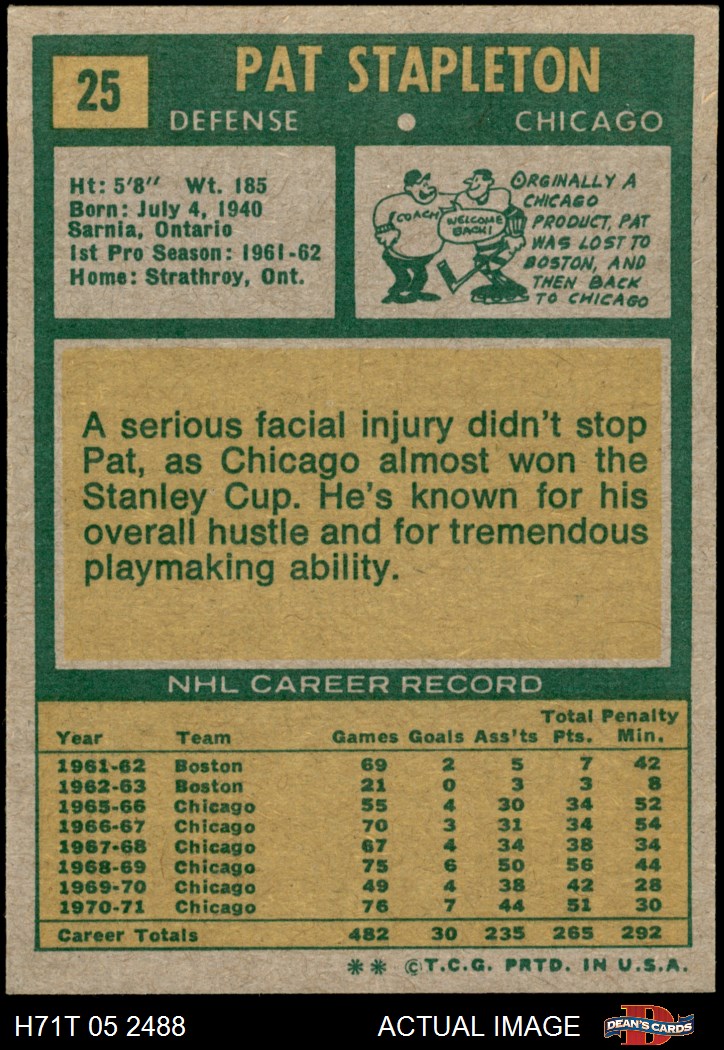 25
PAT STAPLETON
DEFENSE • CHICAGO
Ht: 5'8" Wt. 185
Born: July 4, 1940
Sarnia, Ontario
1st Pro Season: 1961-62
Home: Strathroy, Ont.
COACH
WELCOME
BACK!
ORGINALLY A
CHICAGO
PRODUCT, PAT
WAS LOST TO
BOSTON, AND
THEN BACK
TO CHICAGO
A serious facial injury didn't stop
Pat, as Chicago almost won the
Stanley Cup. He's known for his
overall hustle and for tremendous
playmaking ability.
NHL CAREER RECORD
Year Team Games Goals Ass'ts Total Pts. Penalty Min.
1961-62 Boston 69 2 5 7 42
1962-63 Boston 21 0 3 3 8
1965-66 Chicago 55 4 30 34 52
1966-67 Chicago 70 3 31 34 54
1967-68 Chicago 67 4 34 38 34
1968-69 Chicago 75 6 50 56 44
1969-70 Chicago 49 4 38 42 28
1970-71 Chicago 76 7 44 51 30
Career Totals 482 30 235 265 292
** ©T.C.G. PRTD. IN U.S.A.
H71T 05 2488 ACTUAL IMAGE D DEAN'S CARDS